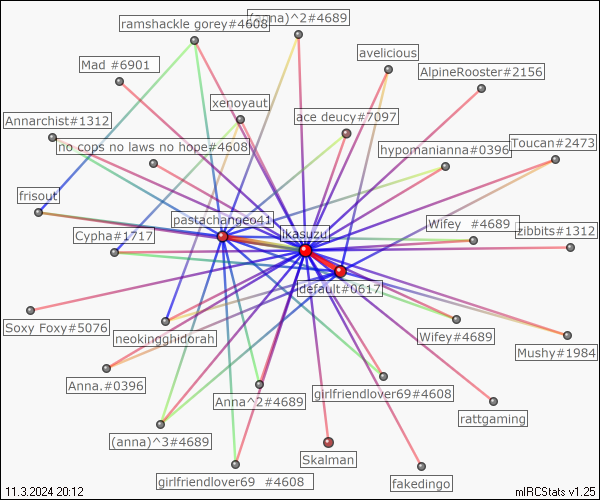 ramshackle gorey#4608
(anna)^2#4689
avelicious
Mad #6901
AlpineRooster#2156
xenoyaut
ace deucy#7097
Annarchist#1312
no cops no laws no hope#4608
hypomanianna#0396
Toucan#2473
frisout
pastachangeo41
Cypha#1717
lkasuzu
Wifey #4689
zibbits#1312
default#0617
Soxy Foxy#5076
neokingghidorah
Wifey#4689
Mushy#1984
Anna.#0396
Anna^2#4689
girlfriendlover69#4608
rattgaming
(anna)^3#4689
Skalman
girlfriendlover69 #4608
fakedingo
11.3.2024 20:12
mIRCStats v1.25